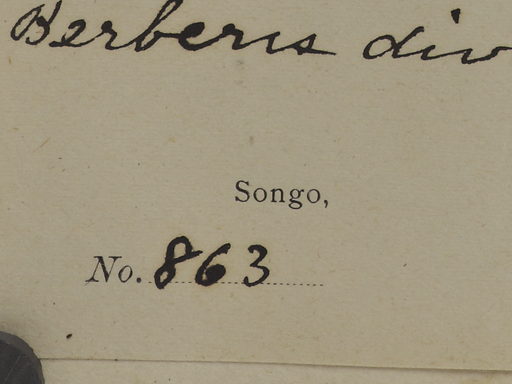 Berberis div
Songo,
No. 863